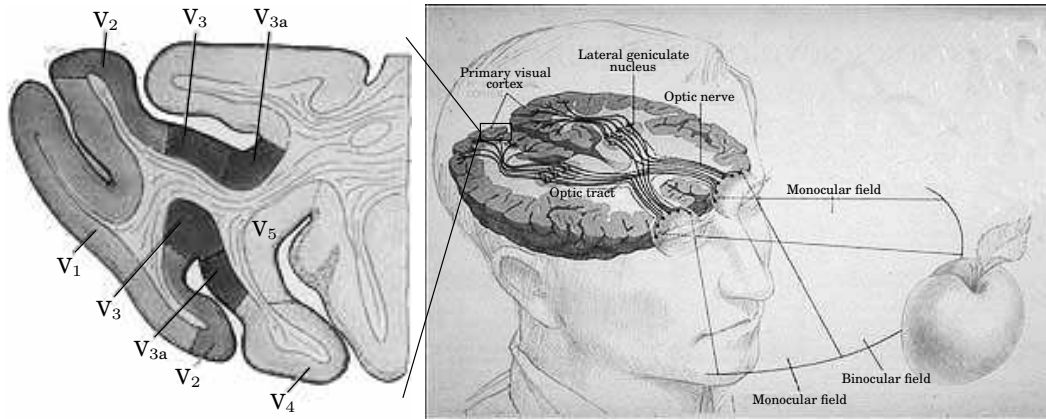 V2
V3
V3a
V5
V1
V3
V3a
V2
V4
Primary visual
cortex
Lateral geniculate
nucleus
Optic nerve
Optic tract
Monocular field
Binocular field
Monocular field